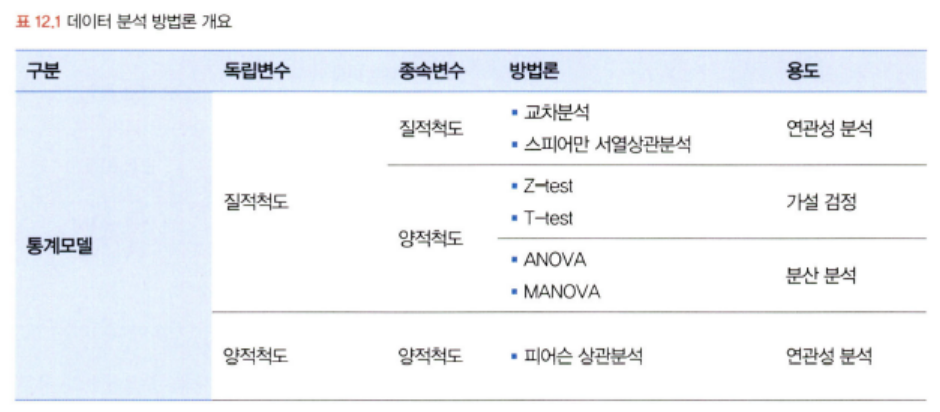 표 12.1 데이터 분석 방법론 개요
구분 독립변수 종속변수 방법론 용도
통계모델
질적척도
질적척도
▪ 교차분석
▪ 스피어만 서열상관분석
연관성 분석
양적척도
▪ Z-test
▪ T-test
가설 검정
▪ ANOVA
▪ MANOVA
분산 분석
양적척도 양적척도 ▪ 피어슨 상관분석 연관성 분석